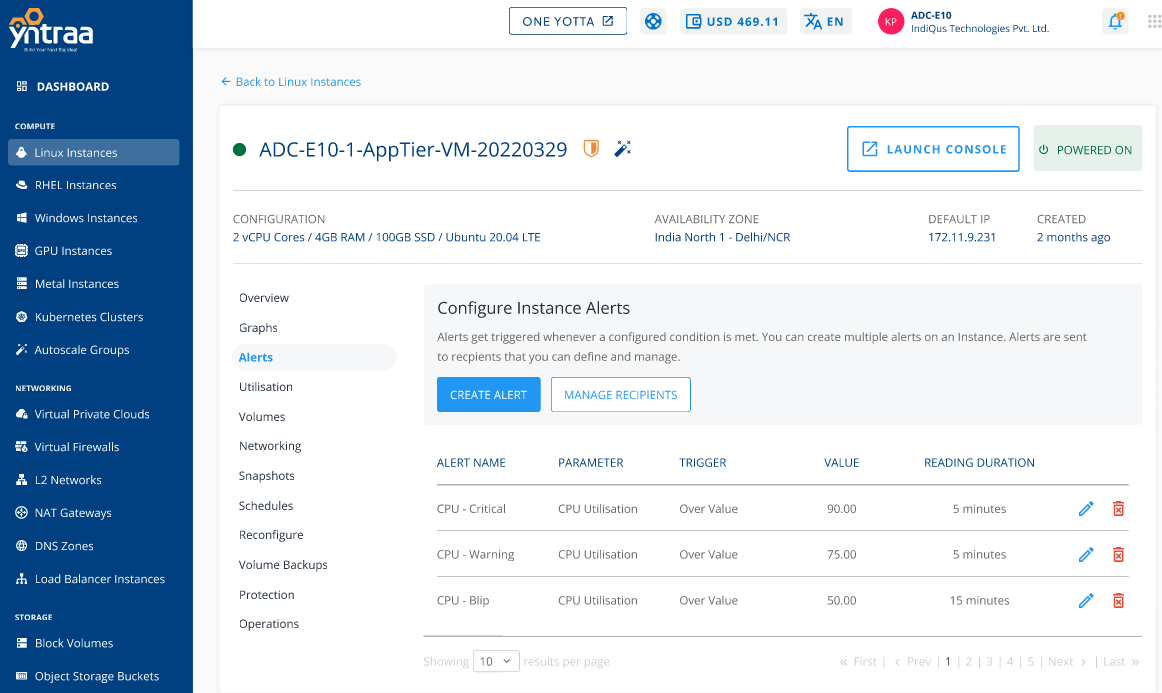 yntraa
Build Your Next Big Idea!
ONE YOTTA
USD 469.11
EN
KP
ADC-E10
IndiQus Technologies Pvt. Ltd.
DASHBOARD
COMPUTE
Linux Instances
RHEL Instances
Windows Instances
GPU Instances
Metal Instances
Kubernetes Clusters
Autoscale Groups
NETWORKING
Virtual Private Clouds
Virtual Firewalls
L2 Networks
NAT Gateways
DNS Zones
Load Balancer Instances
STORAGE
Block Volumes
Object Storage Buckets
← Back to Linux Instances
ADC-E10-1-AppTier-VM-20220329
LAUNCH CONSOLE
POWERED ON
CONFIGURATION
2 vCPU Cores / 4GB RAM / 100GB SSD / Ubuntu 20.04 LTE
AVAILABILITY ZONE
India North 1 - Delhi/NCR
DEFAULT IP
172.11.9.231
CREATED
2 months ago
Overview
Graphs
Alerts
Utilisation
Volumes
Networking
Snapshots
Schedules
Reconfigure
Volume Backups
Protection
Operations
Configure Instance Alerts
Alerts get triggered whenever a configured condition is met. You can create multiple alerts on an Instance. Alerts are sent
to recpients that you can define and manage.
CREATE ALERT MANAGE RECIPIENTS
ALERT NAME PARAMETER TRIGGER VALUE READING DURATION
CPU - Critical CPU Utilisation Over Value 90.00 5 minutes
CPU - Warning CPU Utilisation Over Value 75.00 5 minutes
CPU - Blip CPU Utilisation Over Value 50.00 15 minutes
Showing 10 results per page
« First | ‹ Prev | 1 | 2 | 3 | 4 | 5 | Next › | Last »